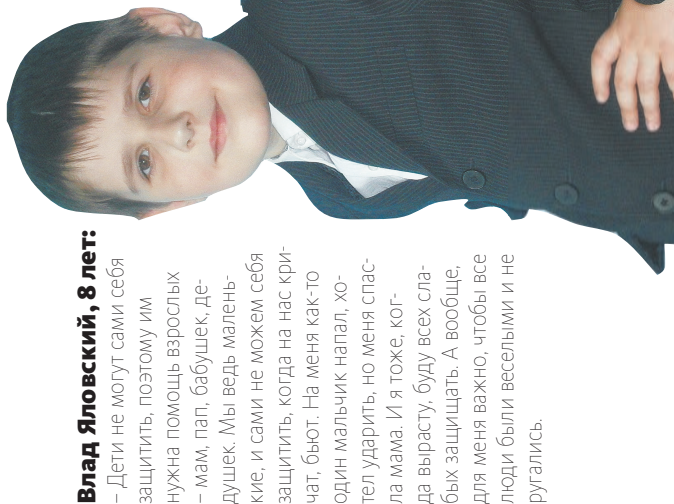 Влад Яловский, 8 лет:
– Дети не могут сами себя
защитить, поэтому им
нужна помощь взрослых
– мам, пап, бабушек, де-
душек. Мы ведь малень-
кие, и сами не можем себя
защитить, когда на нас кри-
чат, бьют. На меня как-то
один мальчик напал, хо-
тел ударить, но меня спас-
ла мама. И я тоже, ког-
да вырасту, буду всех сла-
бых защищать. А вообще,
для меня важно, чтобы все
люди были веселыми и не
ругались.